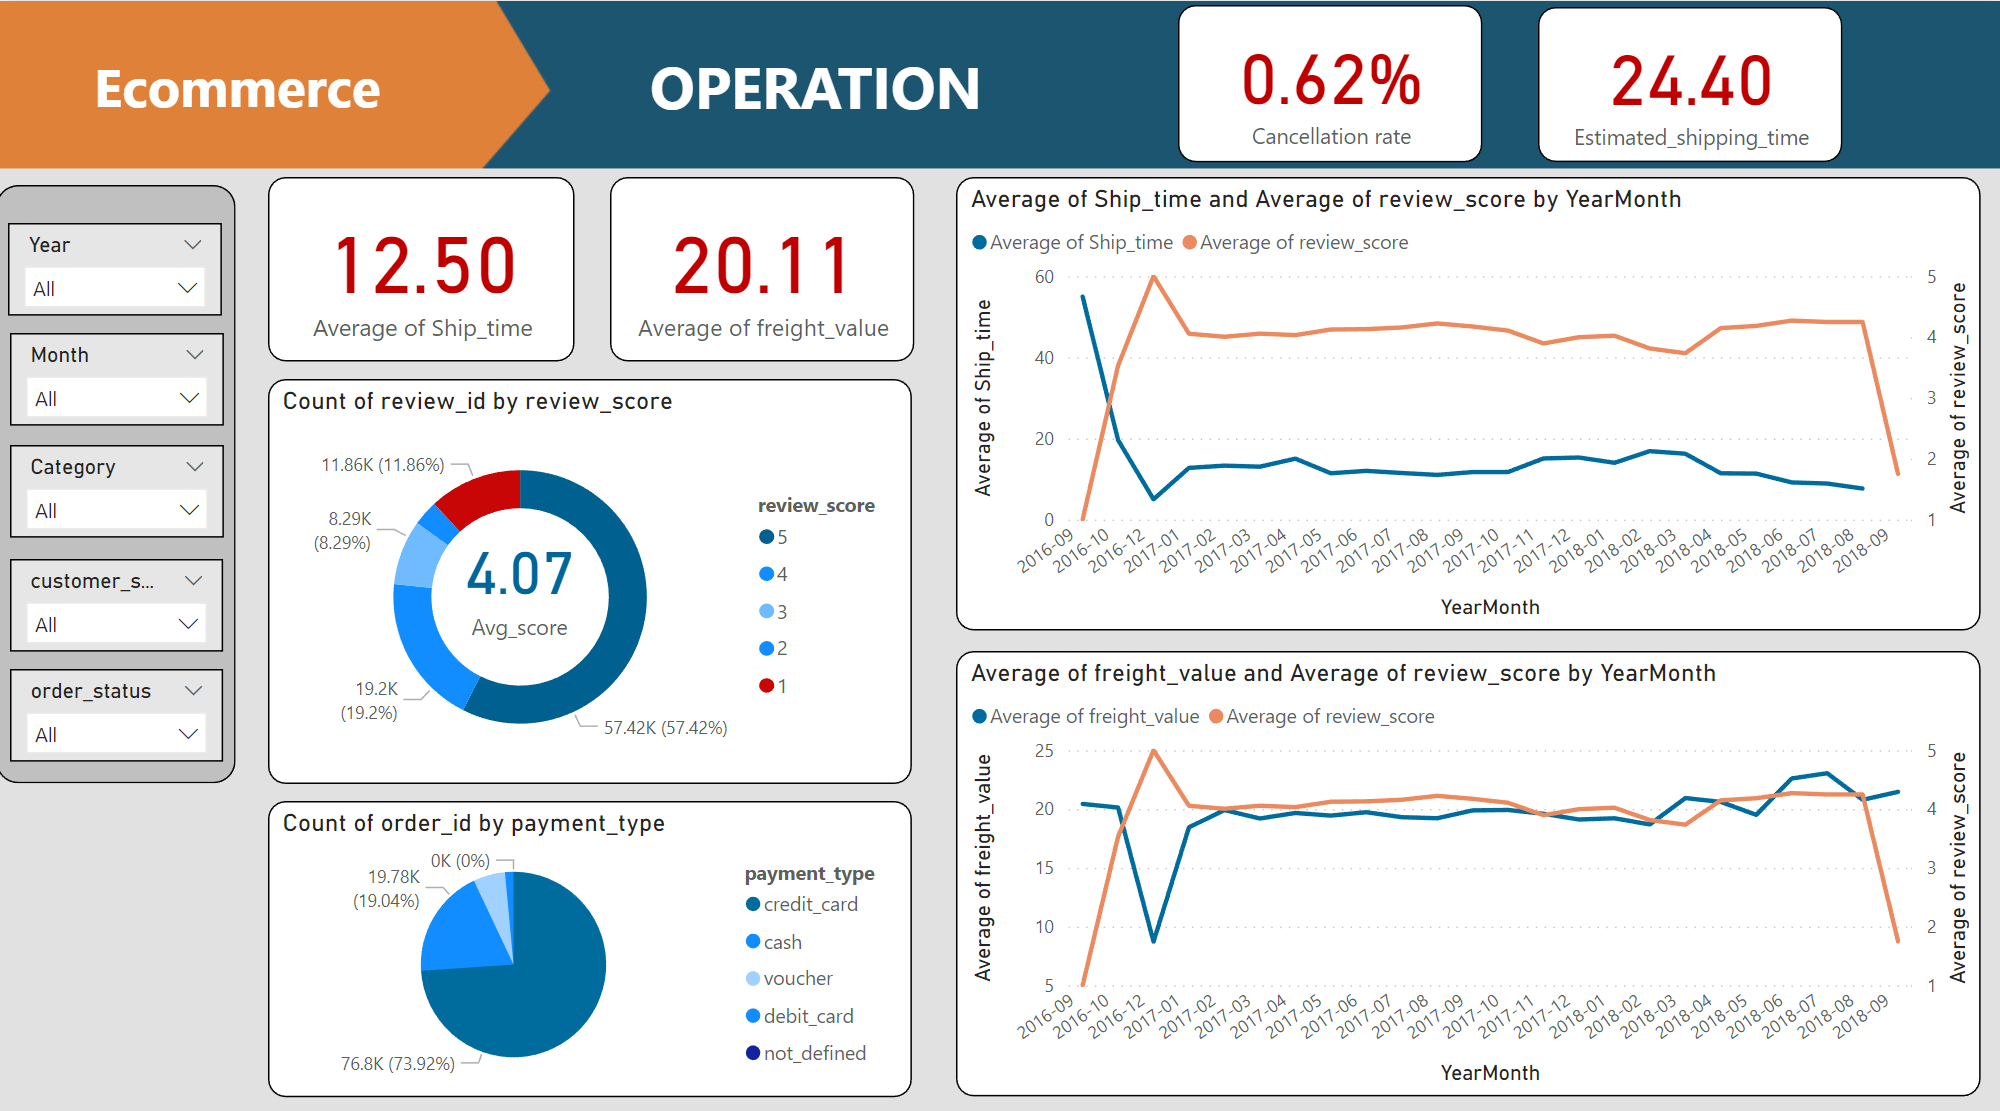 Ecommerce
OPERATION
0.62%
Cancellation rate
24.40
Estimated_shipping_time
Year
All
Month
All
Category
All
customer_s...
All
order_status
All
12.50
Average of Ship_time
20.11
Average of freight_value
Count of review_id by review_score
11.86K (11.86%)
8.29K
(8.29%)
19.2K
(19.2%)
57.42K (57.42%)
4.07
Avg_score
review_score
5
4
3
2
1
Count of order_id by payment_type
0K (0%)
19.78K
(19.04%)
76.8K (73.92%)
payment_type
credit_card
cash
voucher
debit_card
not_defined
Average of Ship_time and Average of review_score by YearMonth
Average of Ship_time Average of review_score
Average of Ship_time
60
40
20
0
5
4
3
2
1
Average of review_score
2016-09 2016-10 2016-12 2017-01 2017-02 2017-03 2017-04 2017-05 2017-06 2017-07 2017-08 2017-09 2017-10 2017-11 2017-12 2018-01 2018-02 2018-03 2018-04 2018-05 2018-06 2018-07 2018-08 2018-09
YearMonth
Average of freight_value and Average of review_score by YearMonth
Average of freight_value Average of review_score
Average of freight_value
25
20
15
10
5
5
4
3
2
1
Average of review_score
2016-09 2016-10 2016-12 2017-01 2017-02 2017-03 2017-04 2017-05 2017-06 2017-07 2017-08 2017-09 2017-10 2017-11 2017-12 2018-01 2018-02 2018-03 2018-04 2018-05 2018-06 2018-07 2018-08 2018-09
YearMonth